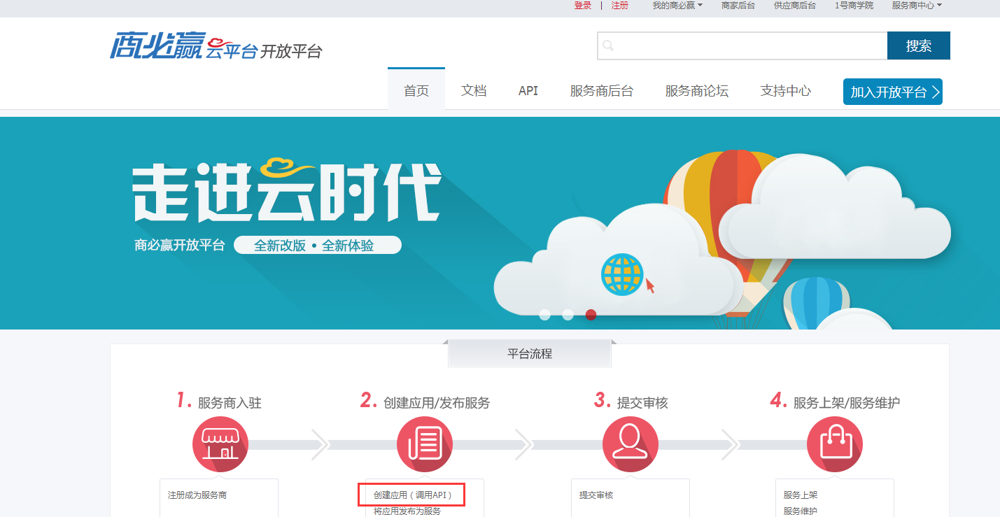 登录 | 注册 我的商必赢 商家后台 供应商后台 1号商学院 服务商中心
商必赢云平台 开放平台
搜索
首页 文档 API 服务商后台 服务商论坛 支持中心 加入开放平台
走进云时代
商必赢开放平台 全新改版 • 全新体验
平台流程
1. 服务商入驻 2. 创建应用/发布服务 3. 提交审核 4. 服务上架/服务维护
注册成为服务商 创建应用（调用API） 提交审核 服务上架
将应用发布为服务 服务维护